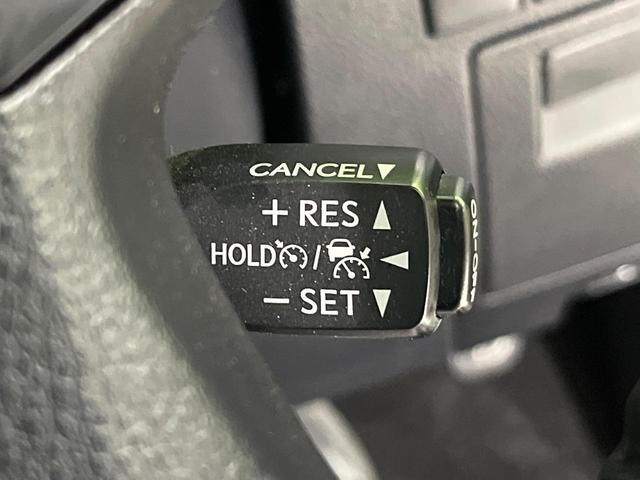 CANCEL▼
+ RES ▲
HOLD / ◄
− SET ▼
ON-OFF